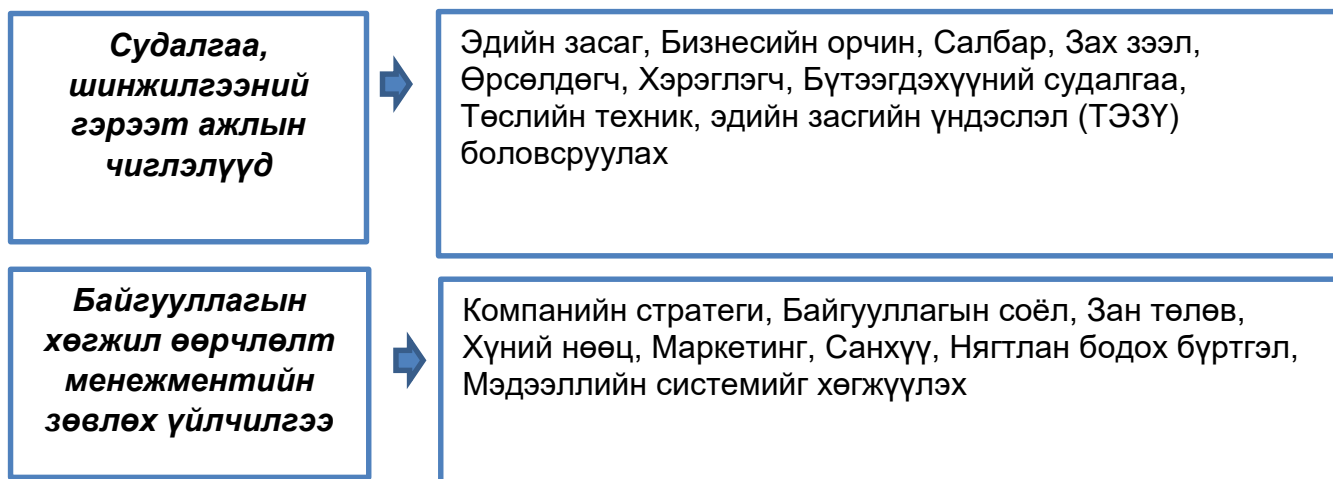 Судалгаа,
шинжилгээний
гэрээт ажлын
чиглэлүүд
Эдийн засаг, Бизнесийн орчин, Салбар, Зах зээл,
Өрсөлдөгч, Хэрэглэгч, Бүтээгдэхүүний судалгаа,
Төслийн техник, эдийн засгийн үндэслэл (ТЭЗҮ)
боловсруулах
Байгууллагын
хөгжил өөрчлөлт
менежментийн
зөвлөх үйлчилгээ
Компанийн стратеги, Байгууллагын соёл, Зан төлөв,
Хүний нөөц, Маркетинг, Санхүү, Нягтлан бодох бүртгэл,
Мэдээллийн системийг хөгжүүлэх